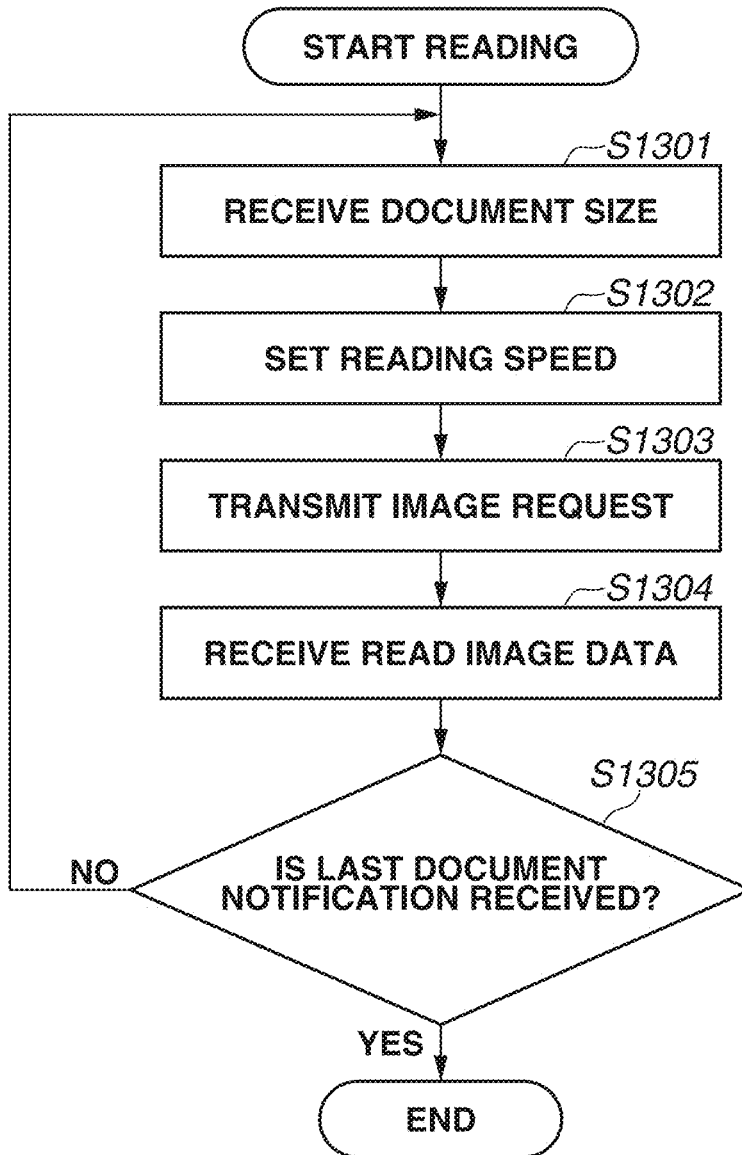 START READING
S1301
RECEIVE DOCUMENT SIZE
S1302
SET READING SPEED
S1303
TRANSMIT IMAGE REQUEST
S1304
RECEIVE READ IMAGE DATA
S1305
IS LAST DOCUMENT
NOTIFICATION RECEIVED?
NO
YES
END